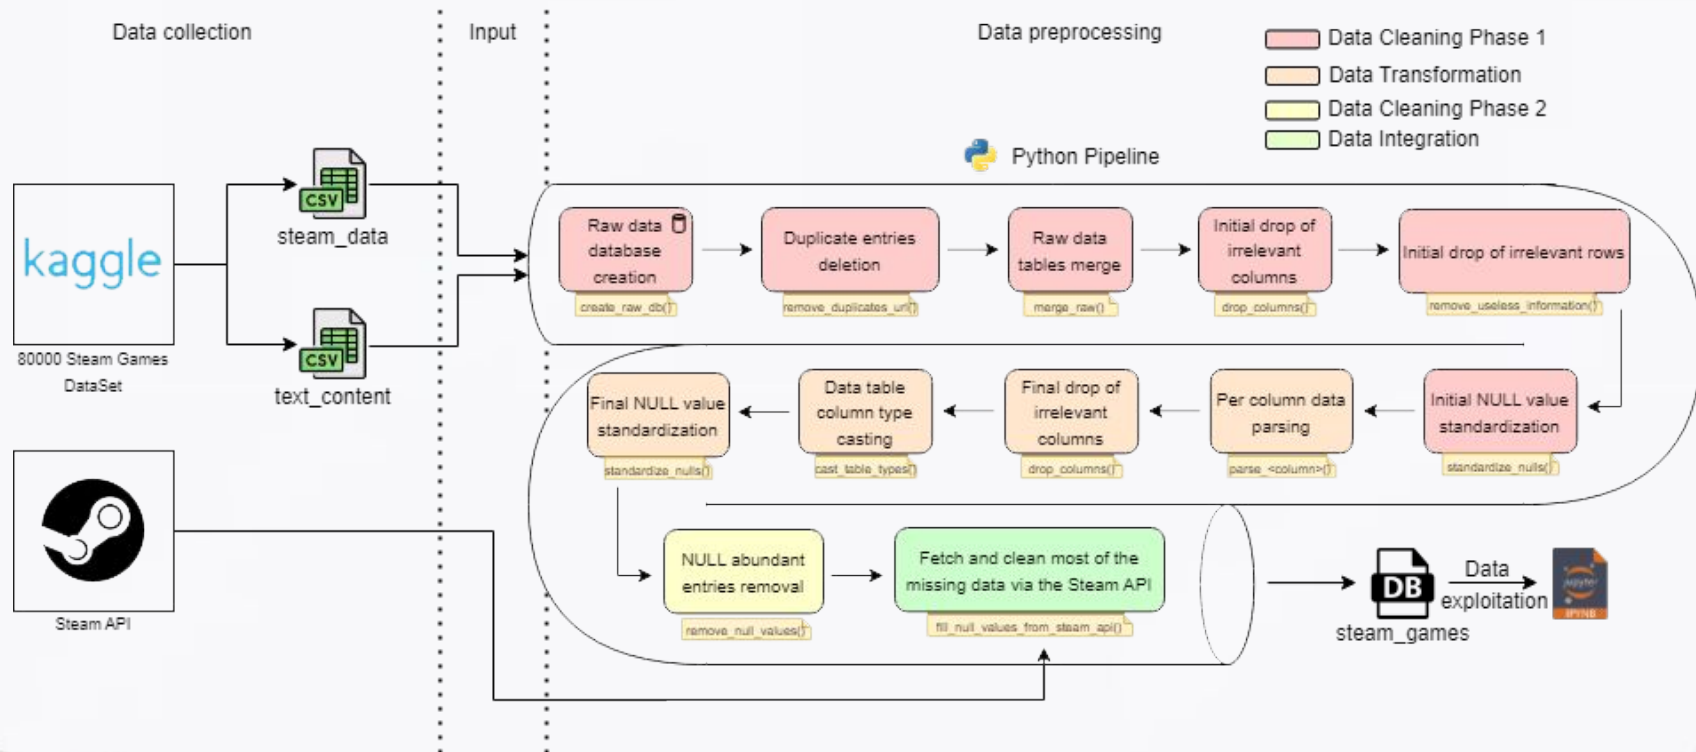 Data collection
Input
Data preprocessing
Data Cleaning Phase 1
Data Transformation
Data Cleaning Phase 2
Data Integration
Python Pipeline
kaggle
80000 Steam Games
DataSet
CSV
steam_data
CSV
text_content
Steam API
Raw data
database
creation
create_raw_db()
Duplicate entries
deletion
remove_duplicates_url()
Raw data
tables merge
merge_raw()
Initial drop of
irrelevant
columns
drop_columns()
Initial drop of irrelevant rows
remove_useless_information()
Initial NULL value
standardization
standardize_nulls()
Per column data
parsing
parse_<column>()
Final drop of
irrelevant
columns
drop_columns()
Data table
column type
casting
cast_table_types()
Final NULL value
standardization
standardize_nulls()
NULL abundant
entries removal
remove_null_values()
Fetch and clean most of the
missing data via the Steam API
fill_null_values_from_steam_api()
DB
steam_games
Data
exploitation
jupyter
IPYNB